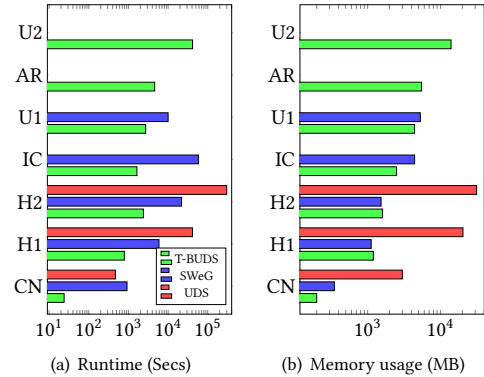 U2
AR
U1
IC
H2
H1
CN
T-BUDS
SWeG
UDS
10^1 10^2 10^3 10^4 10^5
(a) Runtime (Secs)
U2
AR
U1
IC
H2
H1
CN
10^3 10^4
(b) Memory usage (MB)